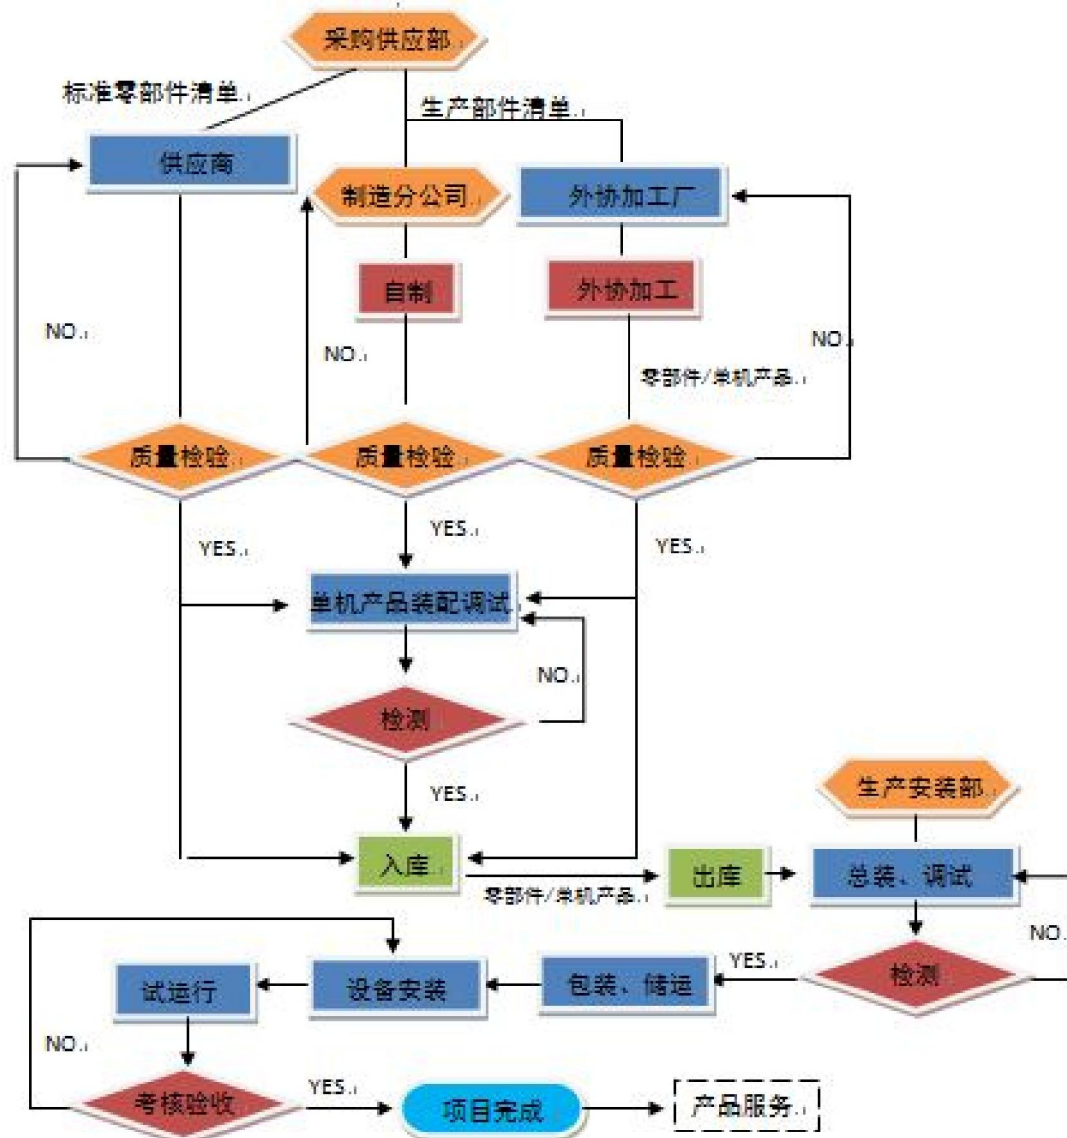 采购供应部
标准零部件清单
生产部件清单
供应商
制造分公司
外协加工厂
自制
外协加工
NO.
NO.
NO.
零部件/单机产品
质量检验
质量检验
质量检验
YES.
YES.
YES.
单机产品装配调试
NO.
检测
YES.
生产安装部
入库
出库
总装、调试
零部件/单机产品
NO.
YES.
检测
试运行
设备安装
包装、储运
NO.
YES.
考核验收
项目完成
产品服务